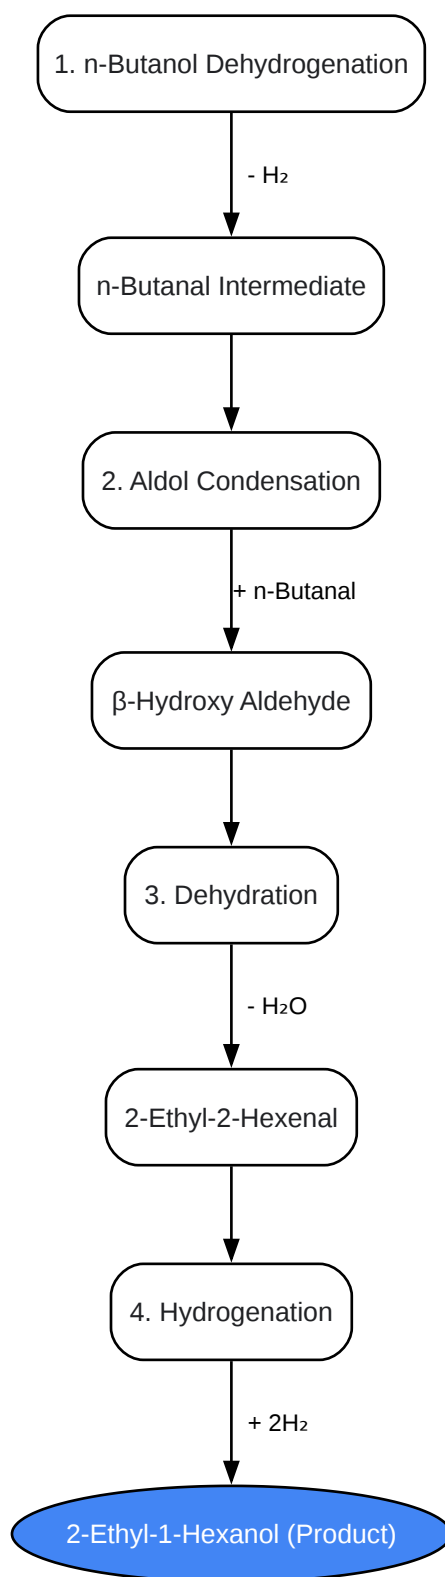 1. n-Butanol Dehydrogenation
- H₂
n-Butanal Intermediate
2. Aldol Condensation
+ n-Butanal
β-Hydroxy Aldehyde
3. Dehydration
- H₂O
2-Ethyl-2-Hexenal
4. Hydrogenation
+ 2H₂
2-Ethyl-1-Hexanol (Product)